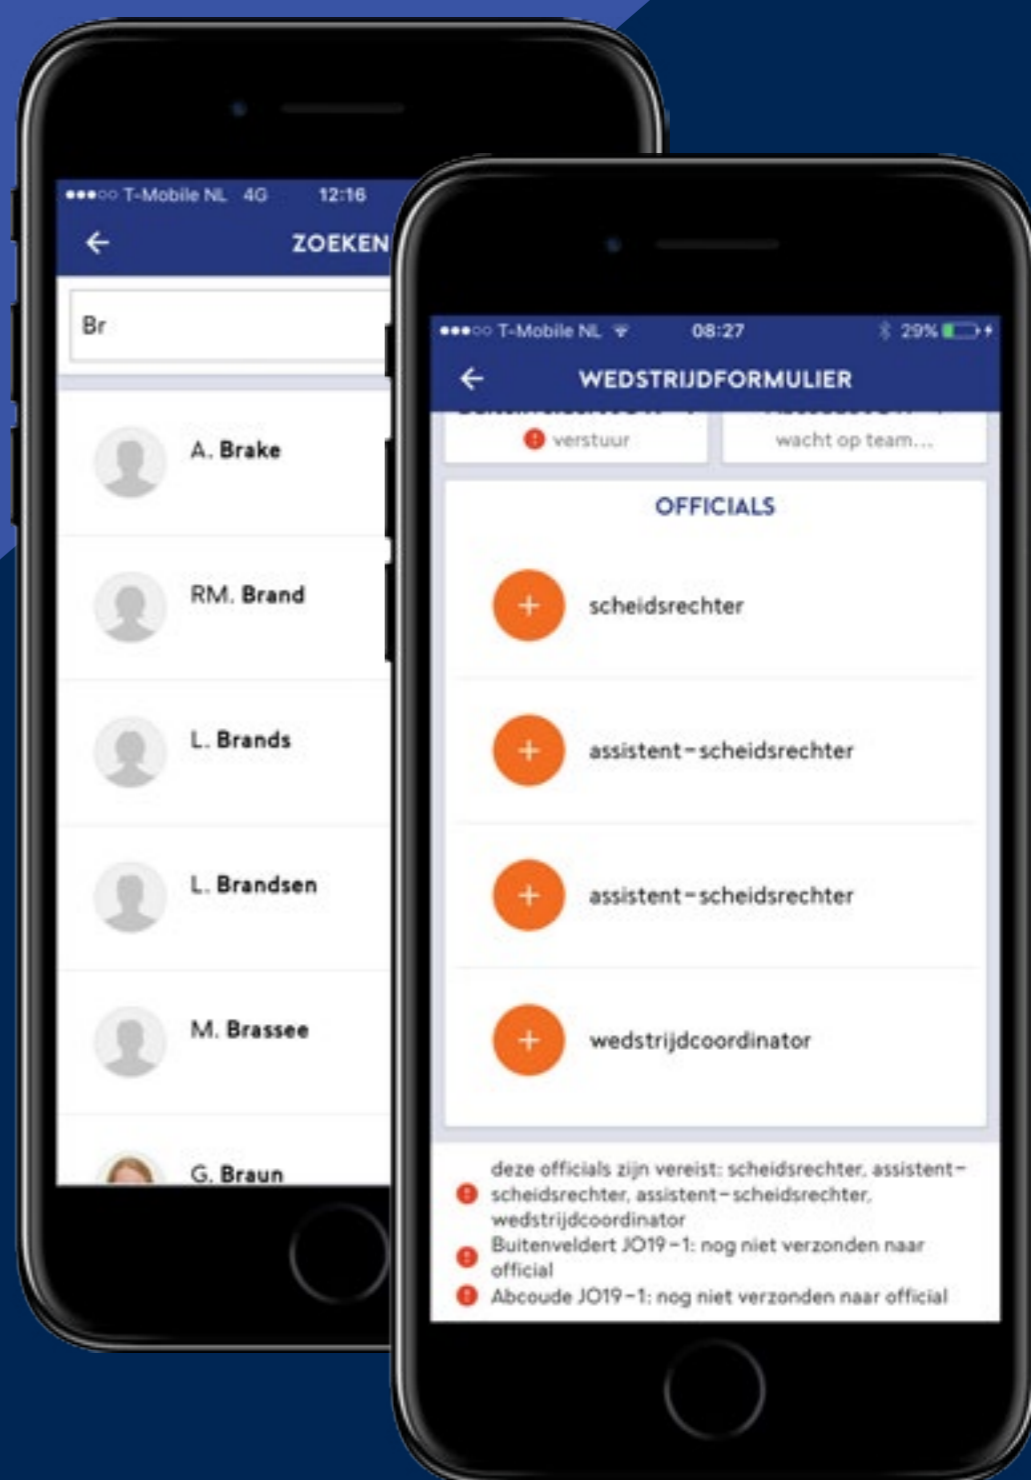 T-Mobile NL 4G 12:16
ZOEKEN
Br
A. Brake
RM. Brand
L. Brands
L. Brandsen
M. Brassee
G. Braun
T-Mobile NL 08:27 29%
WEDSTRIJDFORMULIER
verstuur
wacht op team...
OFFICIALS
scheidsrechter
assistent-scheidsrechter
assistent-scheidsrechter
wedstrijdcoordinator
deze officials zijn vereist: scheidsrechter, assistent-
scheidsrechter, assistent-scheidsrechter,
wedstrijdcoordinator
Buitenveldert JO19-1: nog niet verzonden naar
official
Abcoude JO19-1: nog niet verzonden naar official